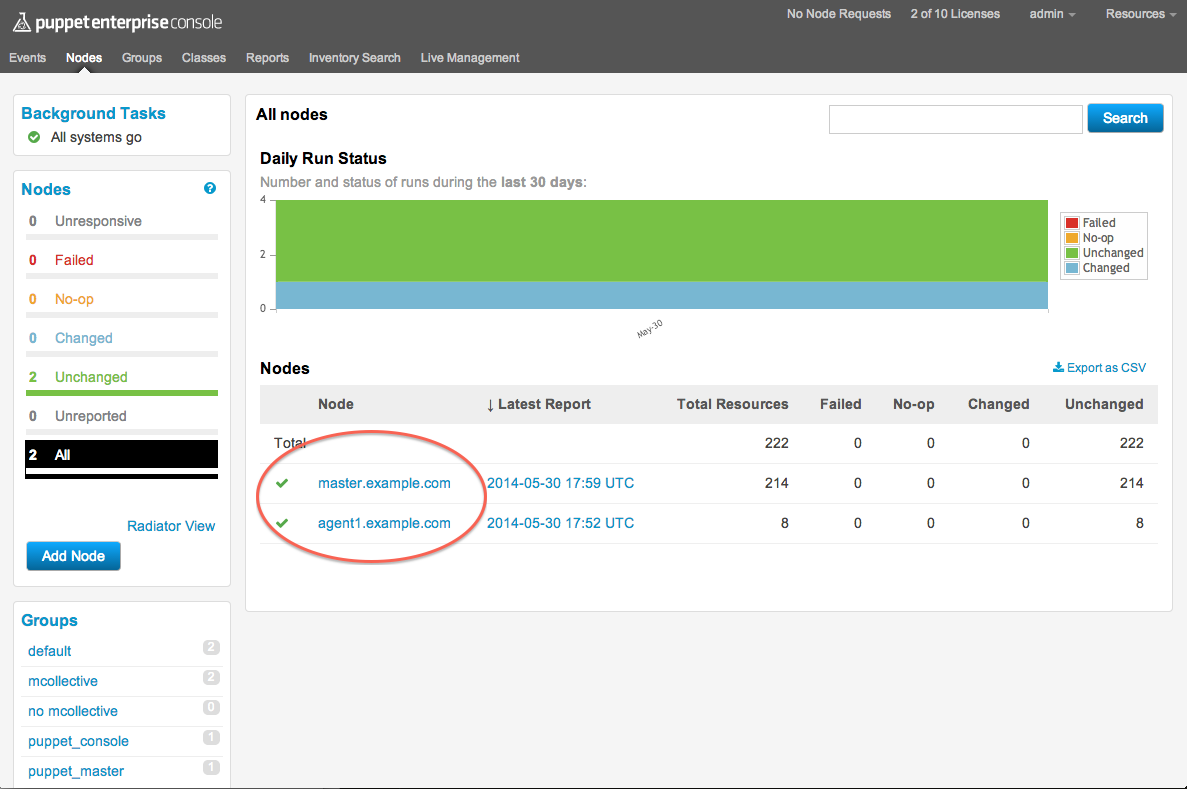 puppet enterprise console
No Node Requests 2 of 10 Licenses admin Resources
Events Nodes Groups Classes Reports Inventory Search Live Management
Background Tasks
All systems go
Nodes ?
0 Unresponsive
0 Failed
0 No-op
0 Changed
2 Unchanged
0 Unreported
2 All
Radiator View
Add Node
Groups
default 2
mcollective 2
no mcollective 0
puppet_console 1
puppet_master 1
All nodes
Search
Daily Run Status
Number and status of runs during the last 30 days:
4
2
0
May-30
Failed
No-op
Unchanged
Changed
Nodes
Export as CSV
Node ↓ Latest Report Total Resources Failed No-op Changed Unchanged
Total 222 0 0 0 222
master.example.com 2014-05-30 17:59 UTC 214 0 0 0 214
agent1.example.com 2014-05-30 17:52 UTC 8 0 0 0 8